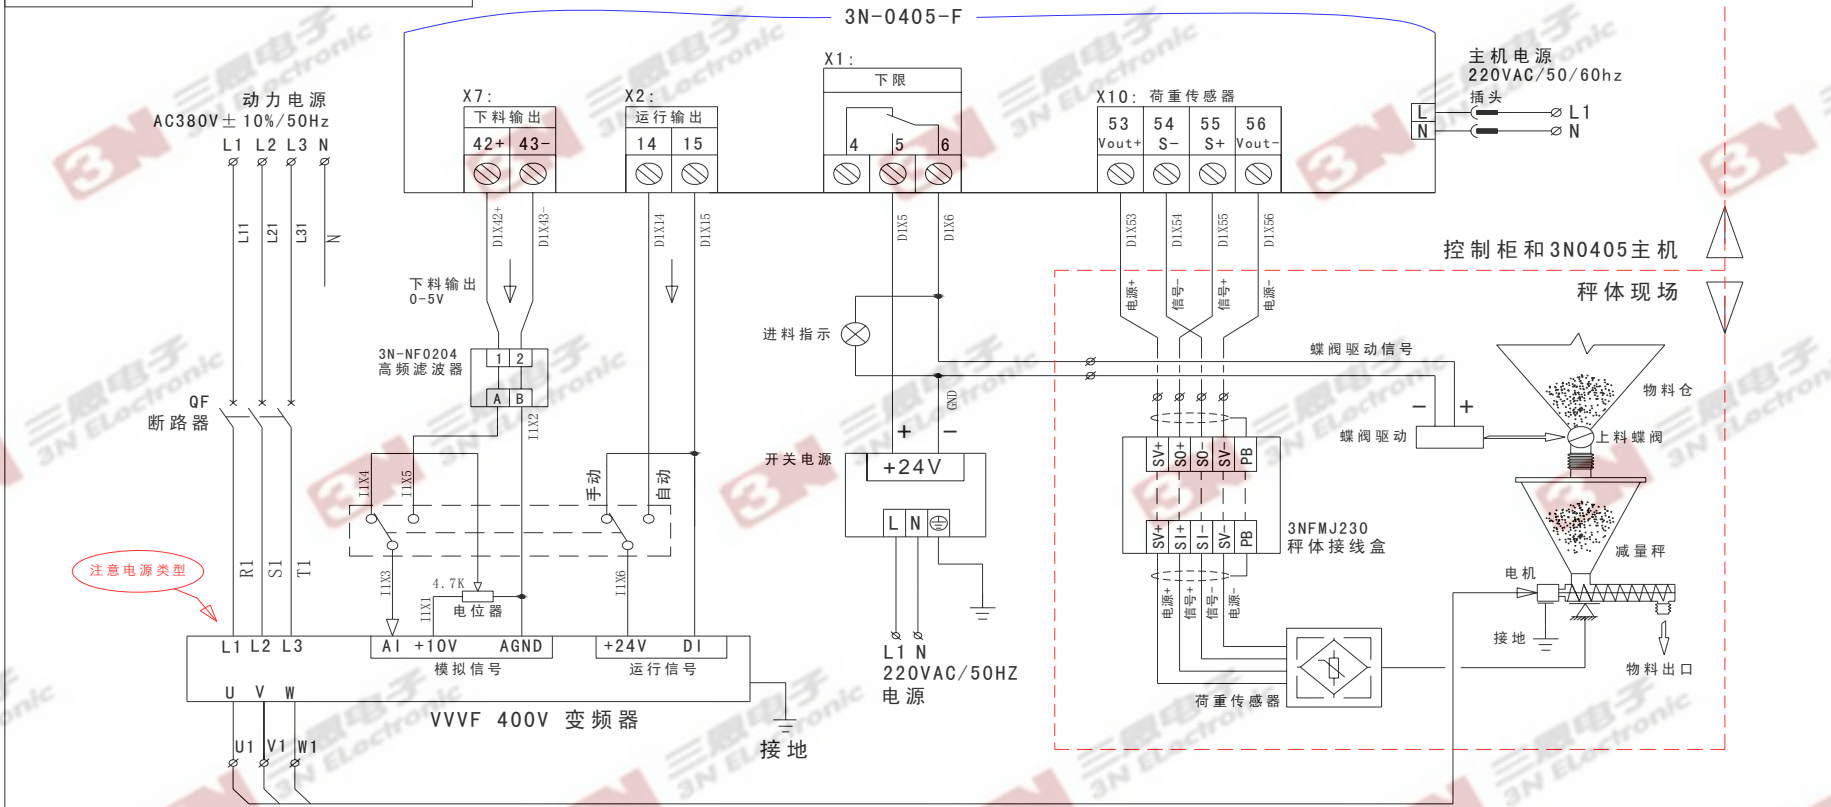 3N-0405-F
主机电源
220VAC/50/60hz
插头
L L1
N N
动力电源
AC380V±10%/50Hz
L1 L2 L3 N
X7:
下料输出
42+ 43-
X2:
运行输出
14 15
X1:
下限
4 5 6
X10: 荷重传感器
53 54 55 56
Vout+ S- S+ Vout-
L11 L21 L31 N
D1X42+ D1X43- D1X14 D1X15 D1X5 D1X6 D1X53 D1X54 D1X55 D1X56
控制柜和3N0405主机
秤体现场
下料输出
0-5V
电源+ 信号- 信号+ 电源-
进料指示
蝶阀驱动信号
3N-NF0204
高频滤波器
1 2
A B
I1X2
GND
物料仓
QF
断路器
- +
蝶阀驱动
上料蝶阀
+ -
开关电源
+24V
L N
I1X4 I1X5
手动 自动
SV+ SO+ SO- SV- PB
SV+ SI+ SI- SV- PB
3NFMJ230
秤体接线盒
减量秤
电机
接地
物料出口
注意电源类型
R1 S1 T1
I1X3 I1X1 I1X6
4.7K
电位器
电源+ 信号+ 信号- 电源-
L1 L2 L3
AI +10V AGND
模拟信号
+24V DI
运行信号
L1 N
220VAC/50HZ
电源
荷重传感器
U V W
VVVF 400V 变频器
接地
U1 V1 W1
3N
三恩电子
3N Electronic